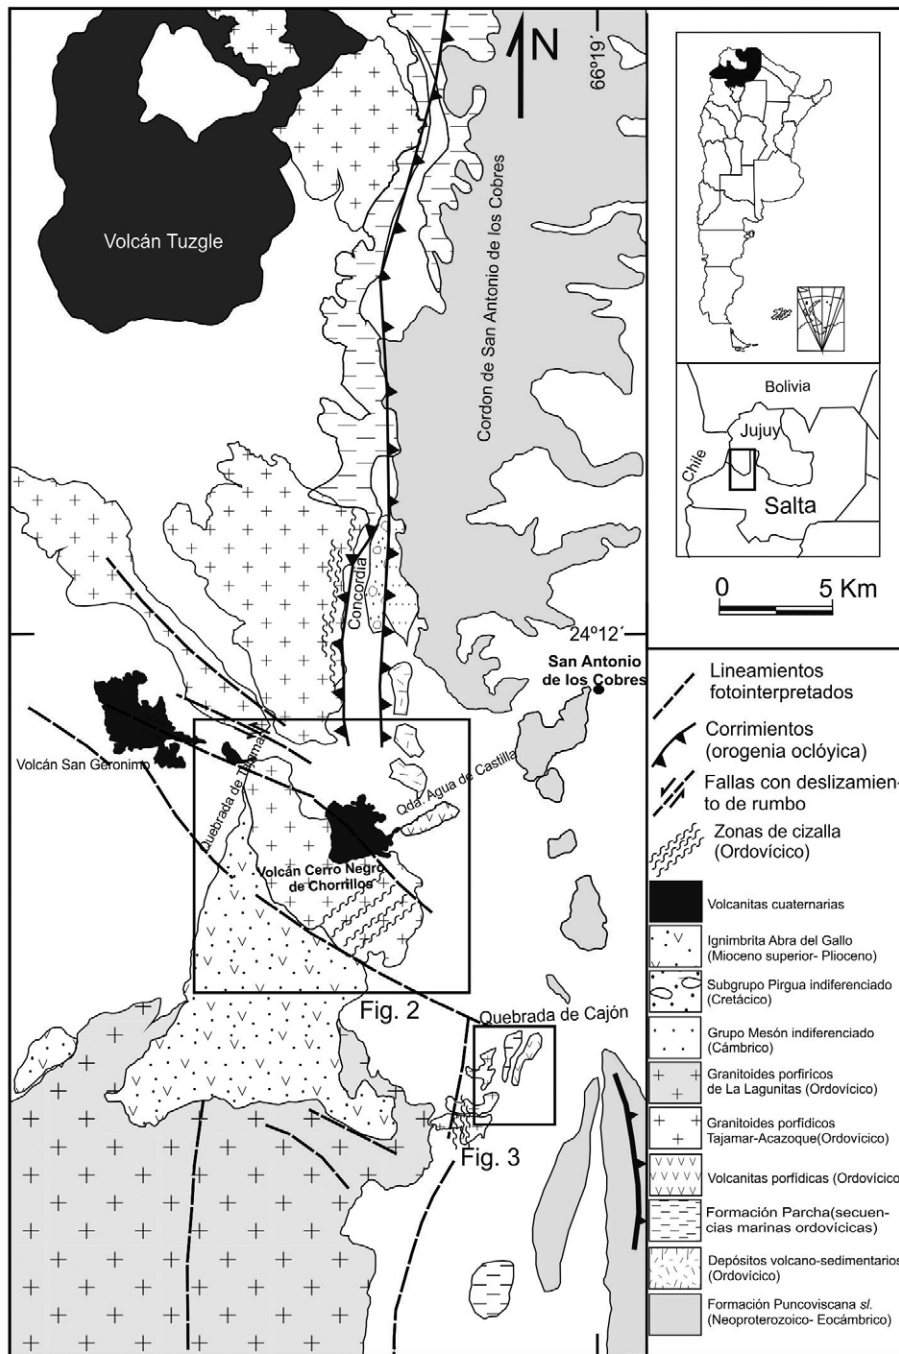 N
66º19´
Volcán Tuzgle
Cordon de San Antonio de los Cobres
Concordia
24º12´
San Antonio
de los Cobres
Volcán San Geronimo
Quebrada de Tajamar
Qda. Agua de Castilla
Volcán Cerro Negro
de Chorrillos
Fig. 2
Quebrada de Cajón
Fig. 3
Bolivia
Jujuy
Chile
Salta
0 5 Km
Lineamientos
fotointerpretados
Corrimientos
(orogenia oclóyica)
Fallas con deslizamien-
to de rumbo
Zonas de cizalla
(Ordovícico)
Volcanitas cuaternarias
Ignimbrita Abra del Gallo
(Mioceno superior- Plioceno)
Subgrupo Pirgua indiferenciado
(Cretácico)
Grupo Mesón indiferenciado
(Cámbrico)
Granitoides porfíricos
de La Lagunitas (Ordovícico)
Granitoides porfídicos
Tajamar-Acazoque(Ordovícico)
Volcanitas porfídicas (Ordovícico
Formación Parcha(secuen-
cias marinas ordovícicas)
Depósitos volcano-sedimentarios
(Ordovícico)
Formación Puncoviscana sl.
(Neoproterozoico- Eocámbrico)